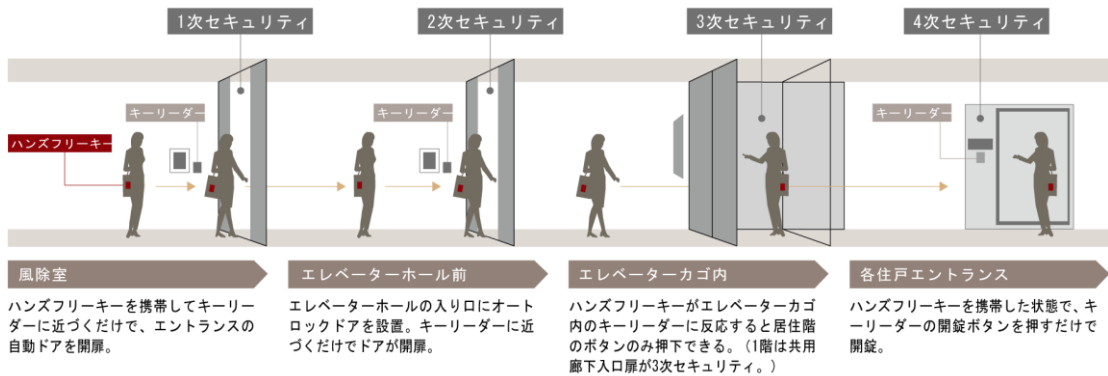 1次セキュリティ
2次セキュリティ
3次セキュリティ
4次セキュリティ
キーリーダー
キーリーダー
キーリーダー
ハンズフリーキー
風除室
ハンズフリーキーを携帯してキーリ
ーダーに近づくだけで、エントランスの
自動ドアを開扉。
エレベーターホール前
エレベーターホールの入り口にオート
ロックドアを設置。キーリーダーに近
づくだけでドアが開扉。
エレベーターカゴ内
ハンズフリーキーがエレベーターカゴ
内のキーリーダーに反応すると居住階
のボタンのみ押下できる。（1階は共用
廊下入口扉が3次セキュリティ。）
各住戸エントランス
ハンズフリーキーを携帯した状態で、キ
ーリーダーの開錠ボタンを押すだけで
開錠。